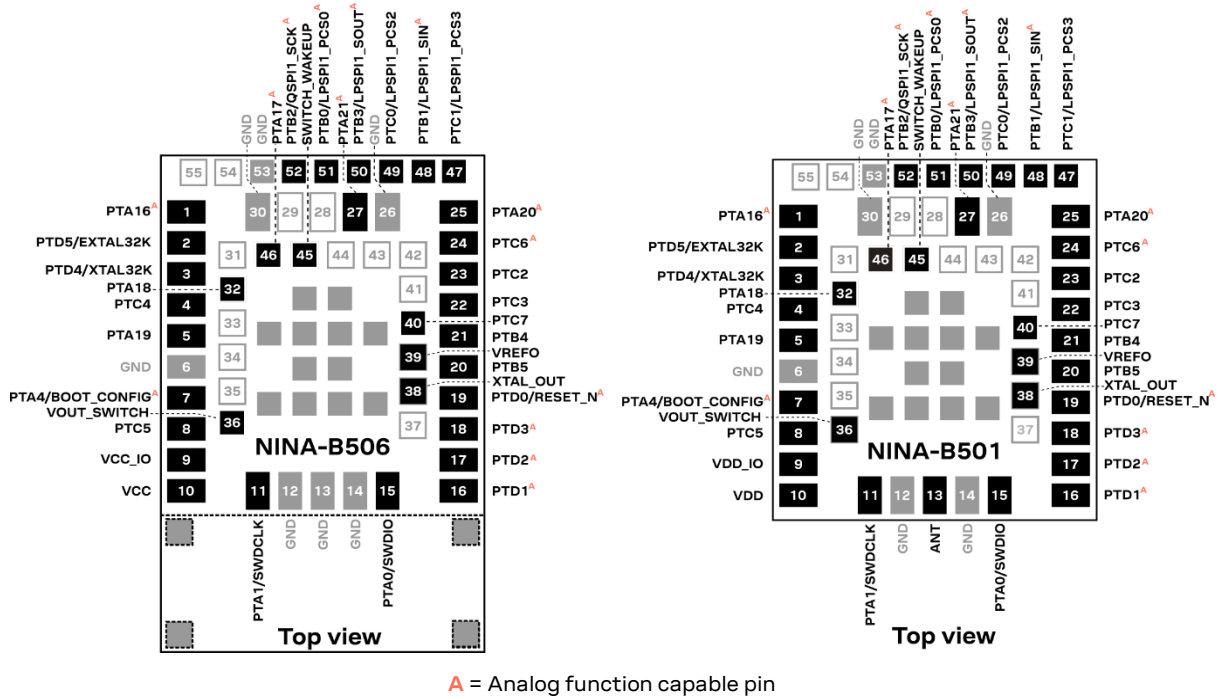 GND
GND
PTA17A
PTB2/QSPI1_SCKA
SWITCH_WAKEUP
PTB0/LPSPI1_PCS0A
PTA21A
PTB3/LPSPI1_SOUTA
GND
PTC0/LPSPI1_PCS2
PTB1/LPSPI1_SINA
PTC1/LPSPI1_PCS3
55 54 53 52 51 50 49 48 47
30 29 28 27 26
PTA16A 1
PTD5/EXTAL32K 2
PTD4/XTAL32K 3
PTA18 32
PTC4 4
PTA19 5
GND 6
PTA4/BOOT_CONFIGA 7
VOUT_SWITCH 36
PTC5 8
VCC_IO 9
VCC 10
31 46 45 44 43 42
33
34
35
41
40
39
38
37
25 PTA20A
24 PTC6A
23 PTC2
22 PTC3
PTC7
21 PTB4
VREFO
20 PTB5
XTAL_OUT
19 PTD0/RESET_NA
18 PTD3A
17 PTD2A
16 PTD1A
NINA-B506
11 12 13 14 15
PTA1/SWDCLK
GND
GND
GND
PTA0/SWDIO
Top view
GND
GND
PTA17A
PTB2/QSPI1_SCKA
SWITCH_WAKEUP
PTB0/LPSPI1_PCS0A
PTA21A
PTB3/LPSPI1_SOUTA
GND
PTC0/LPSPI1_PCS2
PTB1/LPSPI1_SINA
PTC1/LPSPI1_PCS3
55 54 53 52 51 50 49 48 47
30 29 28 27 26
PTA16A 1
PTD5/EXTAL32K 2
PTD4/XTAL32K 3
PTA18 32
PTC4 4
PTA19 5
GND 6
PTA4/BOOT_CONFIGA 7
VOUT_SWITCH 36
PTC5 8
VDD_IO 9
VDD 10
31 46 45 44 43 42
33
34
35
41
40
39
38
37
25 PTA20A
24 PTC6A
23 PTC2
22 PTC3
PTC7
21 PTB4
VREFO
20 PTB5
XTAL_OUT
19 PTD0/RESET_NA
18 PTD3A
17 PTD2A
16 PTD1A
NINA-B501
11 12 13 14 15
PTA1/SWDCLK
GND
ANT
GND
PTA0/SWDIO
Top view
A = Analog function capable pin